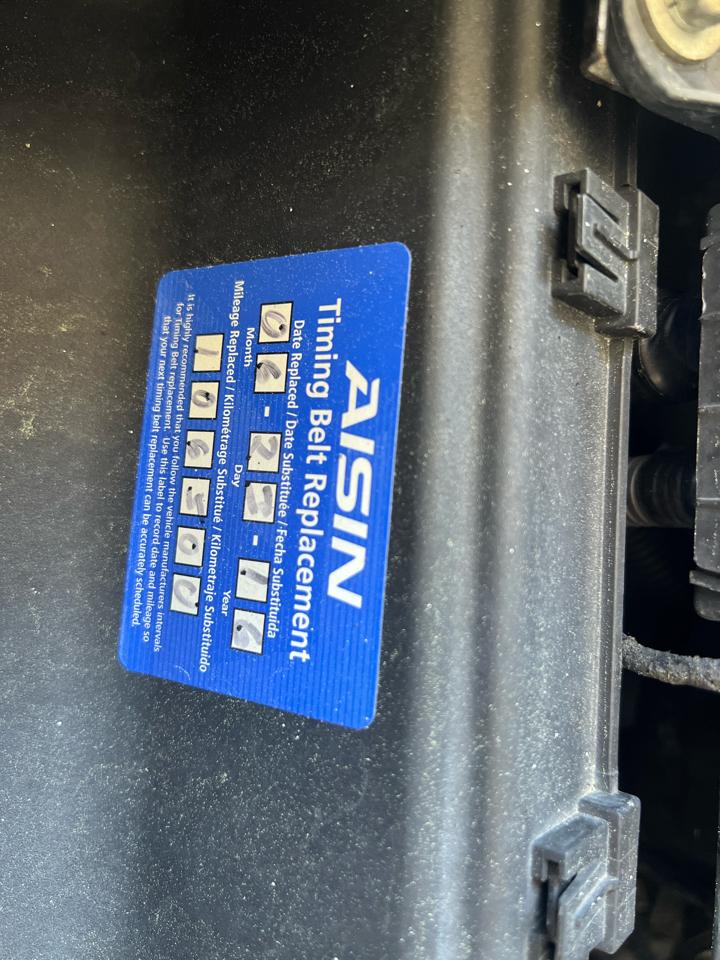 AISIN
Timing Belt Replacement
Date Replaced / Date Substituée / Fecha Substituida
Month Day Year
Mileage Replaced / Kilométrage Substitué / Kilometraje Substituido
It is highly recommended that you follow the vehicle manufacturers intervals
for Timing Belt replacement. Use this label to record date and mileage so
that your next timing belt replacement can be accurately scheduled.